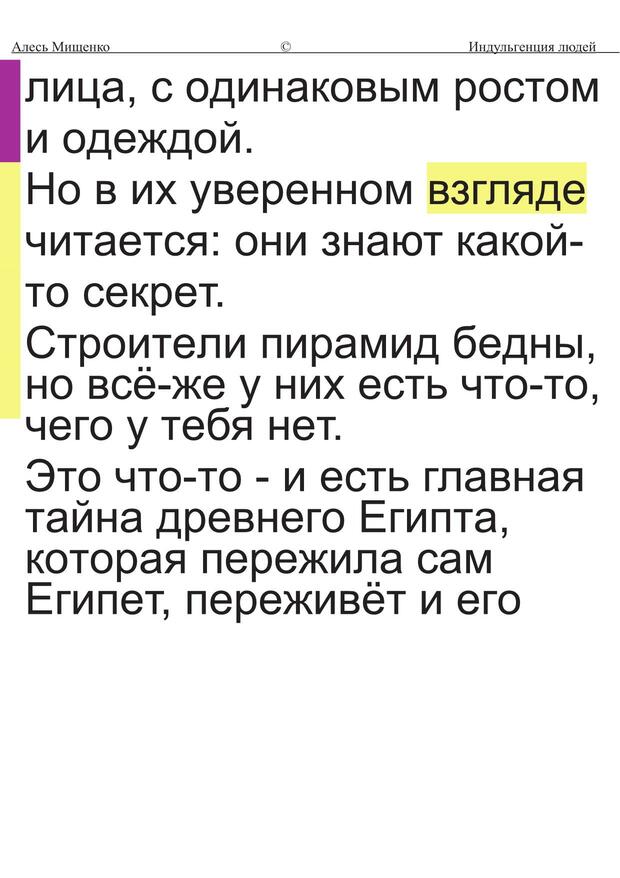 Алесь Мищенко © Индульгенция людей
лица, с одинаковым ростом
и одеждой.
Но в их уверенном взгляде
читается: они знают какой-
то секрет.
Строители пирамид бедны,
но всё-же у них есть что-то,
чего у тебя нет.
Это что-то - и есть главная
тайна древнего Египта,
которая пережила сам
Египет, переживёт и его